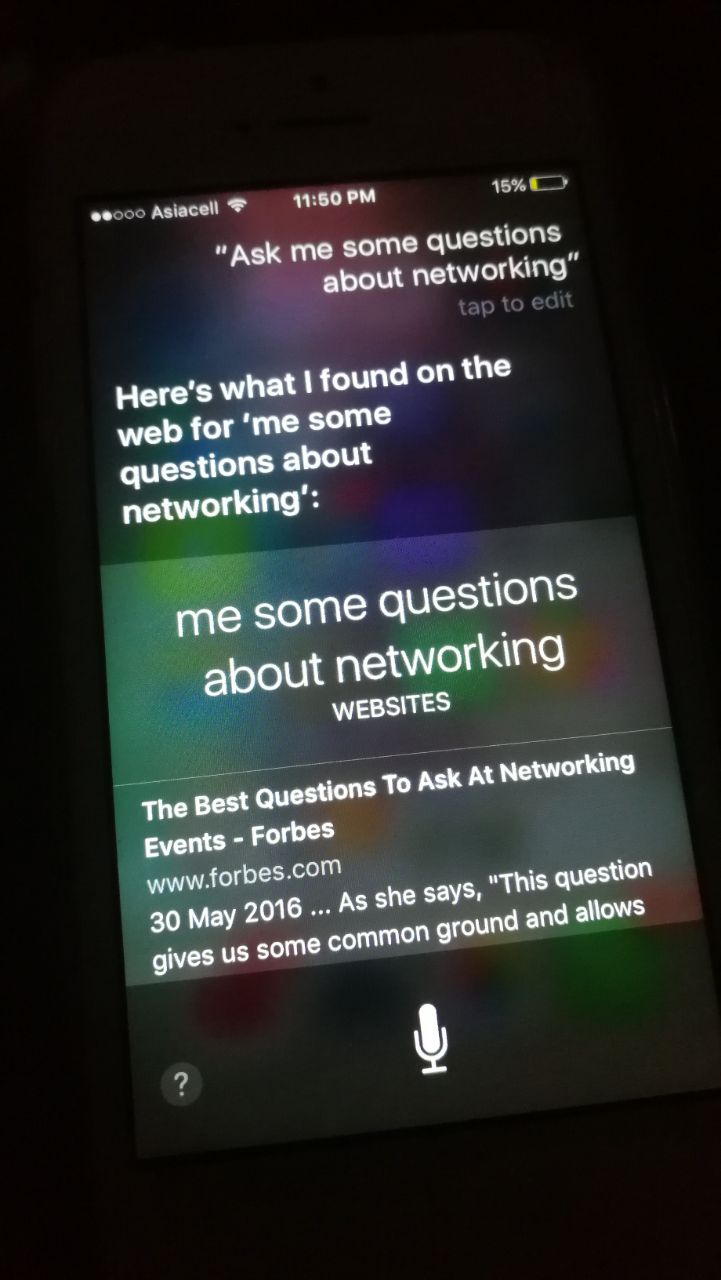 Asiacell 11:50 PM 15%
"Ask me some questions
about networking"
tap to edit
Here's what I found on the
web for 'me some
questions about
networking':
me some questions
about networking
WEBSITES
The Best Questions To Ask At Networking
Events - Forbes
www.forbes.com
30 May 2016 ... As she says, "This question
gives us some common ground and allows
?